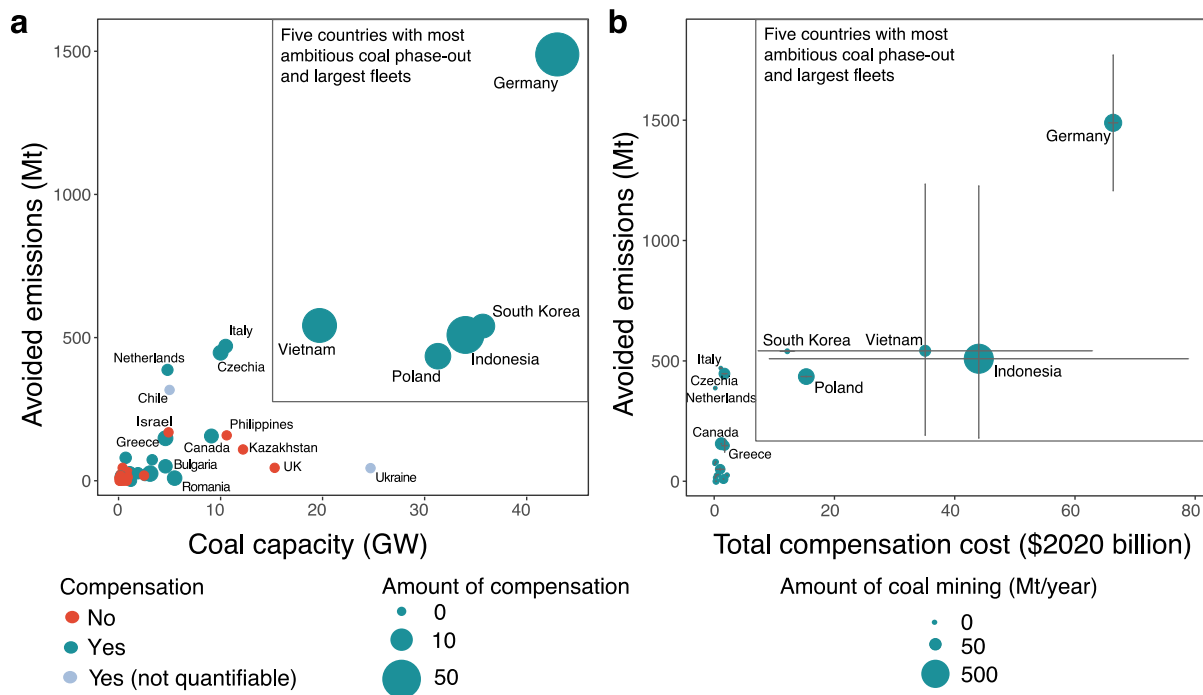 a
Avoided emissions (Mt)
1500
1000
500
0
Five countries with most
ambitious coal phase-out
and largest fleets
Germany
South Korea
Vietnam
Indonesia
Poland
Italy
Czechia
Netherlands
Chile
Israel
Philippines
Greece
Canada
Kazakhstan
Bulgaria
UK
Ukraine
Romania
0
10
20
30
40
Coal capacity (GW)
Compensation
No
Yes
Yes (not quantifiable)
Amount of compensation
0
10
50
b
Avoided emissions (Mt)
1500
1000
500
0
Five countries with most
ambitious coal phase-out
and largest fleets
Germany
South Korea
Vietnam
Indonesia
Poland
Italy
Czechia
Netherlands
Canada
Greece
0
20
40
60
80
Total compensation cost ($2020 billion)
Amount of coal mining (Mt/year)
0
50
500